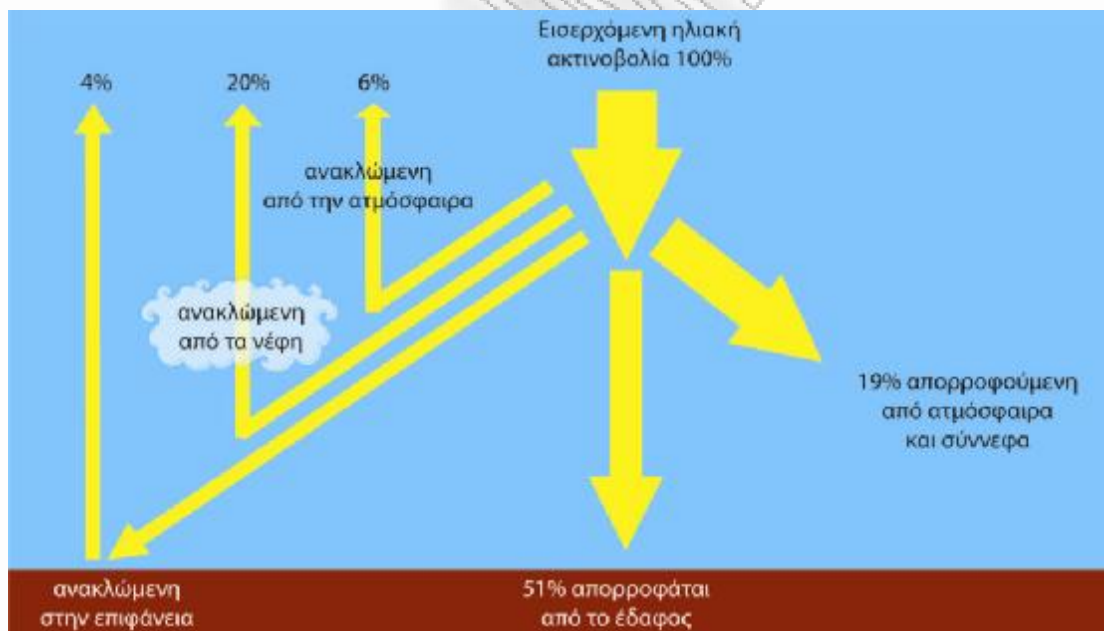 Εισερχόμενη ηλιακή
ακτινοβολία 100%
4%
20%
6%
ανακλώμενη
από την ατμόσφαιρα
ανακλώμενη
από τα νέφη
19% απορροφούμενη
από ατμόσφαιρα
και σύννεφα
ανακλώμενη
στην επιφάνεια
51% απορροφάται
από το έδαφος